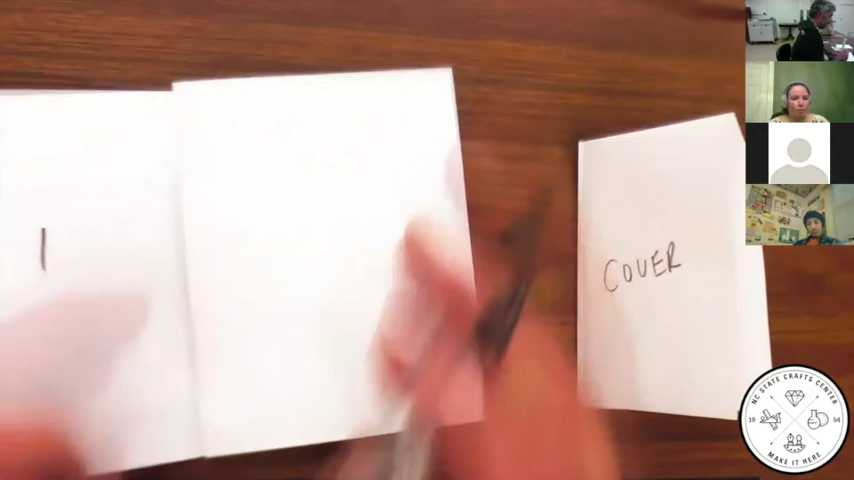 1
COVER
NC STATE CRAFTS CENTER
19 54
MAKE IT HERE